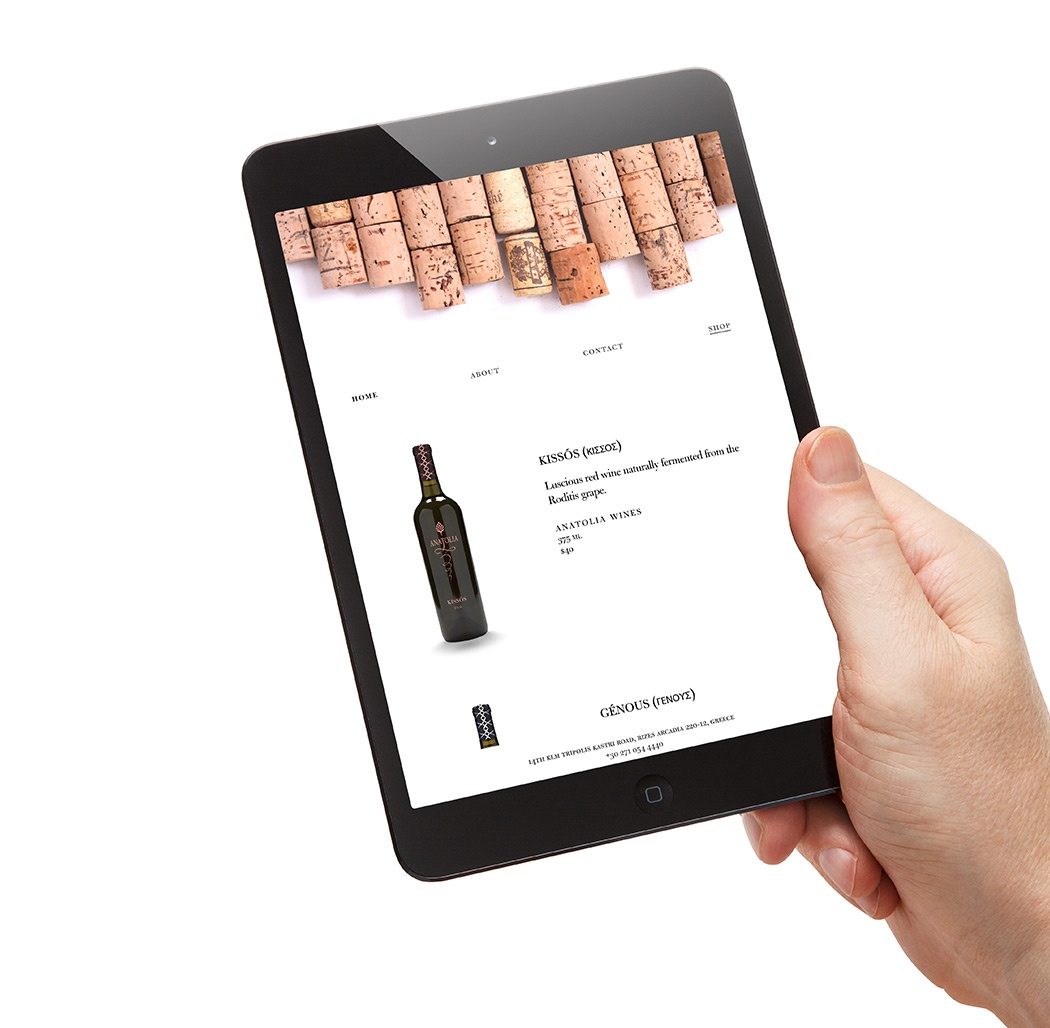 HOME
ABOUT
CONTACT
SHOP
KISSÓS (ΚΙΣΣΟΣ)
Luscious red wine naturally fermented from the
Roditis grape.
ANATOLIA WINES
375 ML
$40
ANATOLIA
KISSÓS
GÉNOUS (ΓΕΝΟΥΣ)
14TH KLM TRIPOLIS KASTRI ROAD, RIZES ARCADIA 220-12, GREECE
+30 271 054 4440